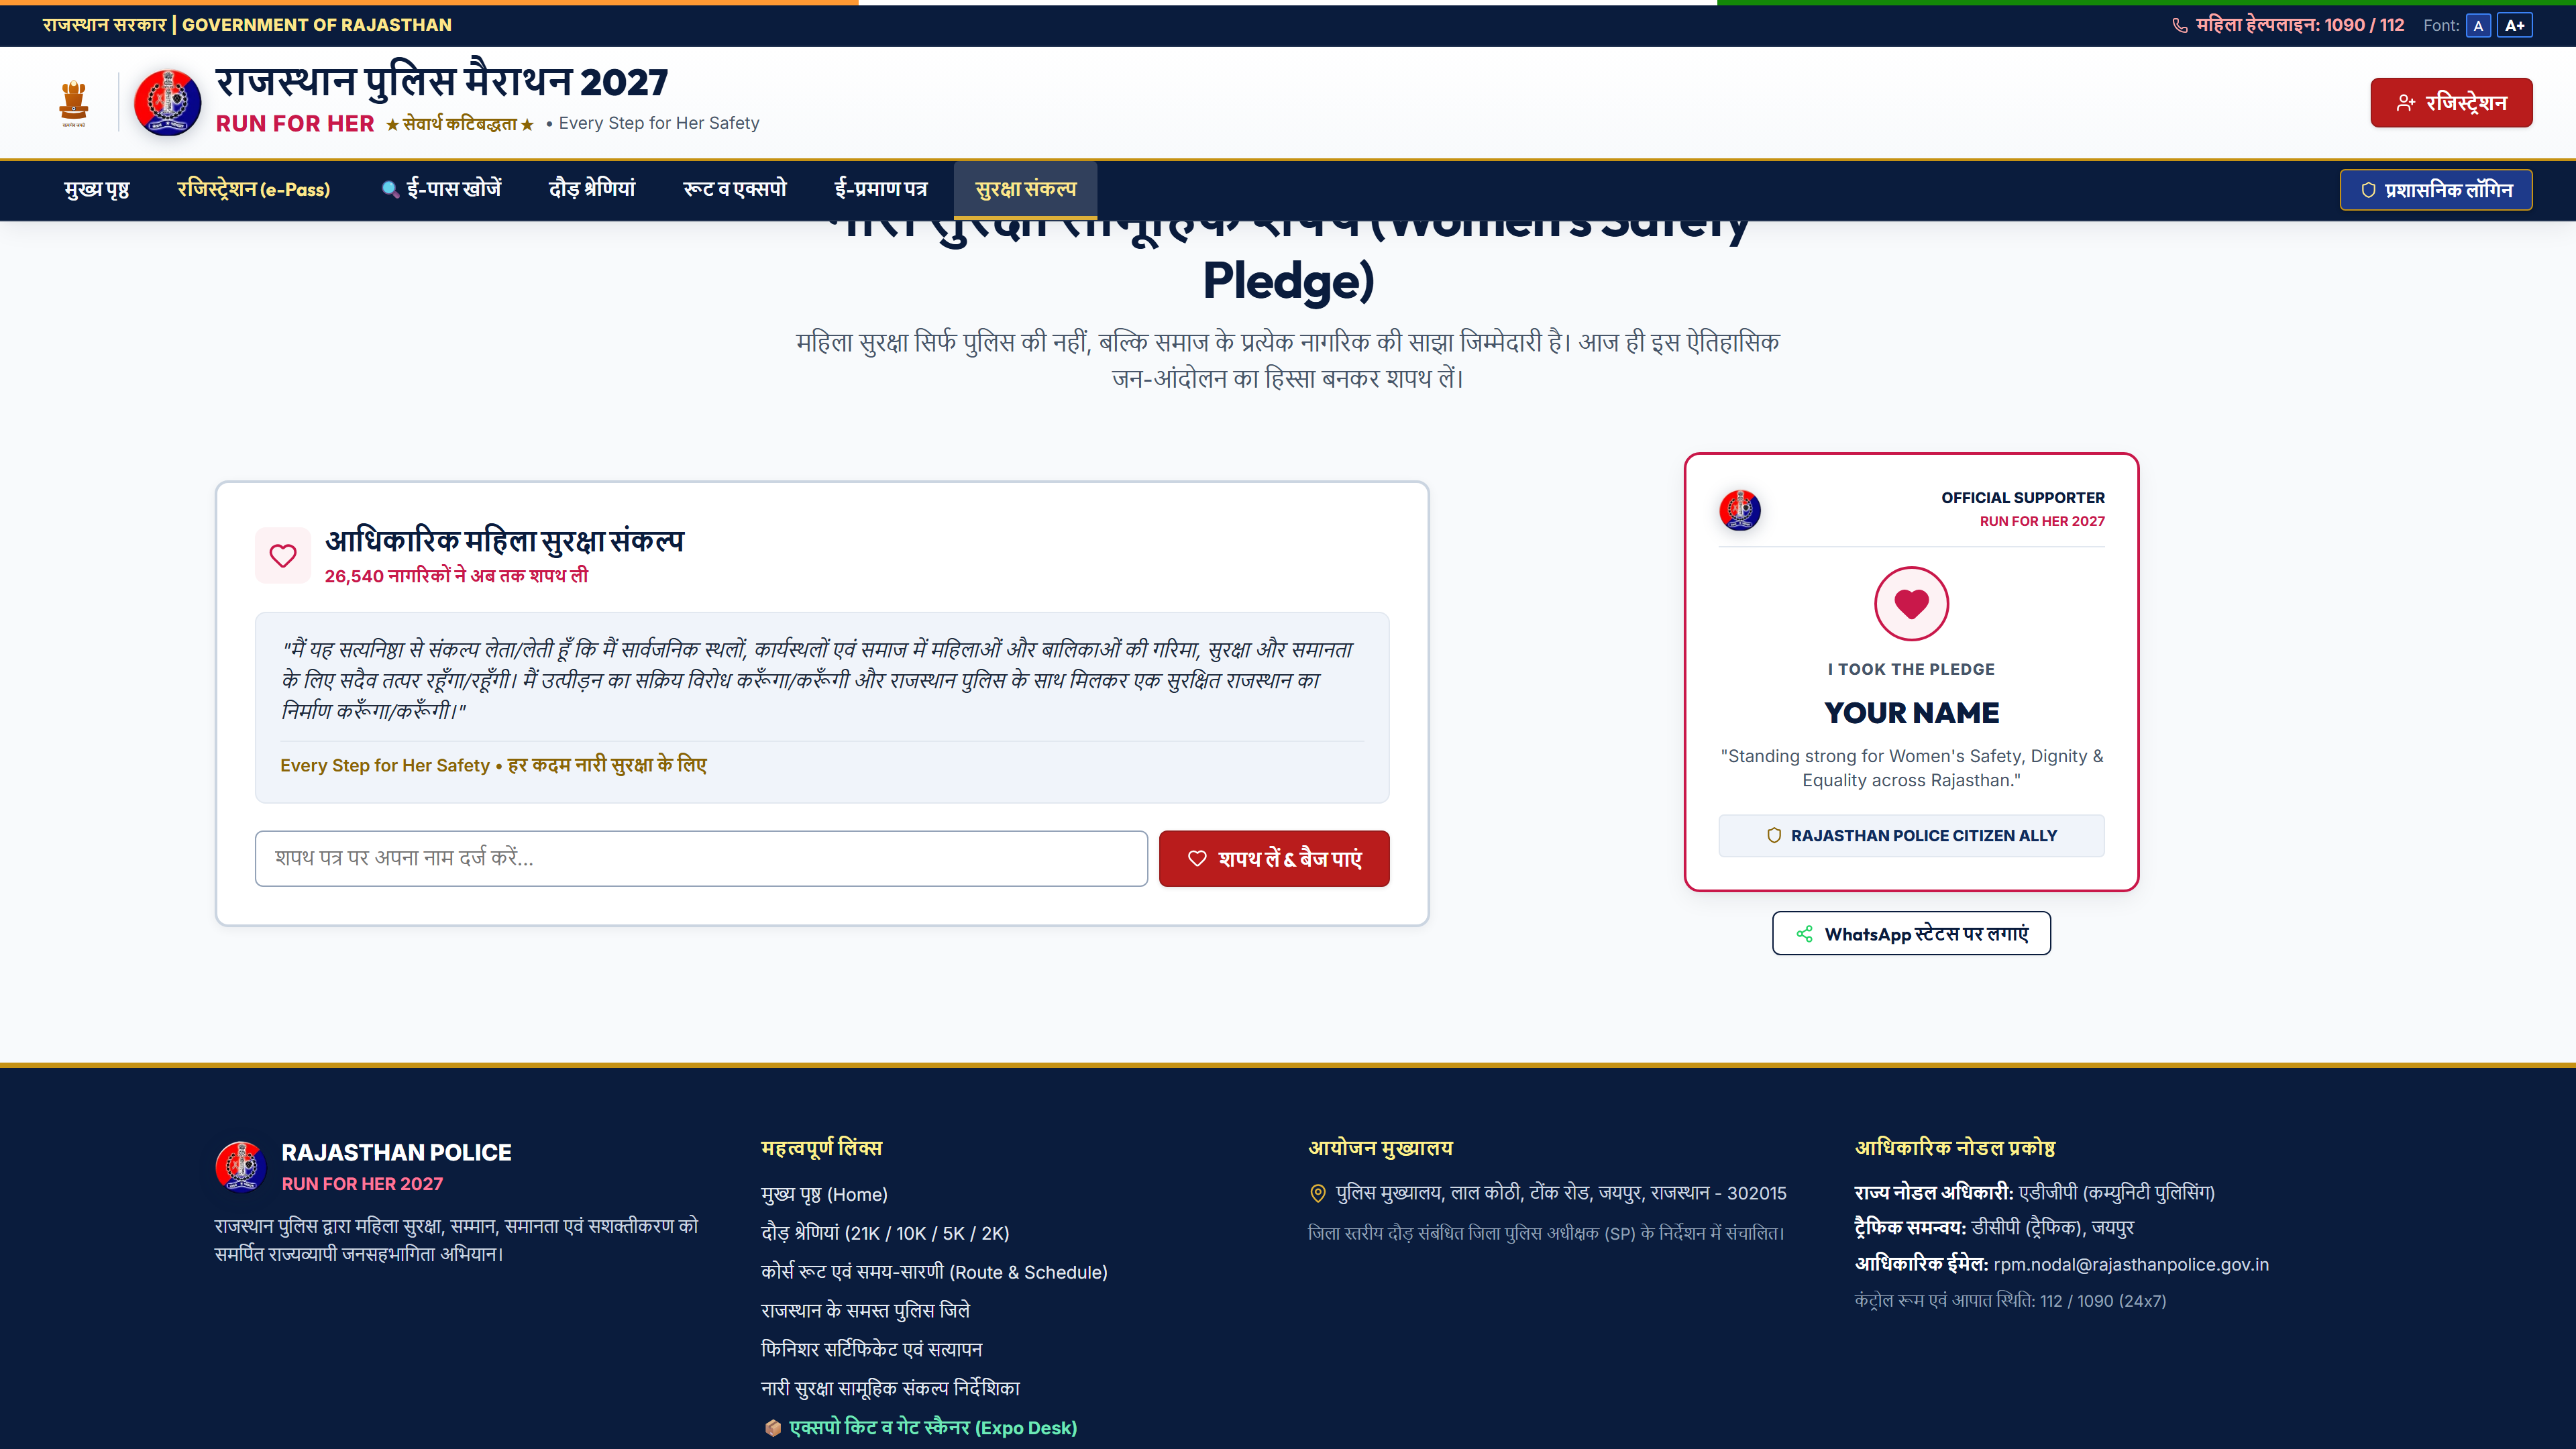 राजस्थान सरकार | GOVERNMENT OF RAJASTHAN
महिला हेल्पलाइन: 1090 / 112
Font: A A+
राजस्थान पुलिस मैराथन 2027
RUN FOR HER ★ सेवार्थ कटिबद्धता ★ • Every Step for Her Safety
रजिस्ट्रेशन
मुख्य पृष्ठ
रजिस्ट्रेशन (e-Pass)
ई-पास खोजें
दौड़ श्रेणियां
रूट व एक्सपो
ई-प्रमाण पत्र
सुरक्षा संकल्प
प्रशासनिक लॉगिन
नारी सुरक्षा सामूहिक शपथ (Women's Safety
Pledge)
महिला सुरक्षा सिर्फ पुलिस की नहीं, बल्कि समाज के प्रत्येक नागरिक की साझा जिम्मेदारी है। आज ही इस ऐतिहासिक
जन-आंदोलन का हिस्सा बनकर शपथ लें।
आधिकारिक महिला सुरक्षा संकल्प
26,540 नागरिकों ने अब तक शपथ ली
"मैं यह सत्यनिष्ठा से संकल्प लेता/लेती हूँ कि मैं सार्वजनिक स्थलों, कार्यस्थलों एवं समाज में महिलाओं और बालिकाओं की गरिमा, सुरक्षा और समानता
के लिए सदैव तत्पर रहूँगा/रहूँगी। मैं उत्पीड़न का सक्रिय विरोध करूँगा/करूँगी और राजस्थान पुलिस के साथ मिलकर एक सुरक्षित राजस्थान का
निर्माण करूँगा/करूँगी।"
Every Step for Her Safety • हर कदम नारी सुरक्षा के लिए
शपथ पत्र पर अपना नाम दर्ज करें...
शपथ लें & बैज पाएं
OFFICIAL SUPPORTER
RUN FOR HER 2027
I TOOK THE PLEDGE
YOUR NAME
"Standing strong for Women's Safety, Dignity &
Equality across Rajasthan."
RAJASTHAN POLICE CITIZEN ALLY
WhatsApp स्टेटस पर लगाएं
RAJASTHAN POLICE
RUN FOR HER 2027
राजस्थान पुलिस द्वारा महिला सुरक्षा, सम्मान, समानता एवं सशक्तीकरण को
समर्पित राज्यव्यापी जनसहभागिता अभियान।
महत्वपूर्ण लिंक्स
मुख्य पृष्ठ (Home)
दौड़ श्रेणियां (21K / 10K / 5K / 2K)
कोर्स रूट एवं समय-सारणी (Route & Schedule)
राजस्थान के समस्त पुलिस जिले
फिनिशर सर्टिफिकेट एवं सत्यापन
नारी सुरक्षा सामूहिक संकल्प निर्देशिका
एक्सपो किट व गेट स्कैनर (Expo Desk)
आयोजन मुख्यालय
पुलिस मुख्यालय, लाल कोठी, टोंक रोड, जयपुर, राजस्थान - 302015
जिला स्तरीय दौड़ संबंधित जिला पुलिस अधीक्षक (SP) के निर्देशन में संचालित।
आधिकारिक नोडल प्रकोष्ठ
राज्य नोडल अधिकारी: एडीजीपी (कम्युनिटी पुलिसिंग)
ट्रैफिक समन्वय: डीसीपी (ट्रैफिक), जयपुर
आधिकारिक ईमेल: rpm.nodal@rajasthanpolice.gov.in
कंट्रोल रूम एवं आपात स्थिति: 112 / 1090 (24x7)